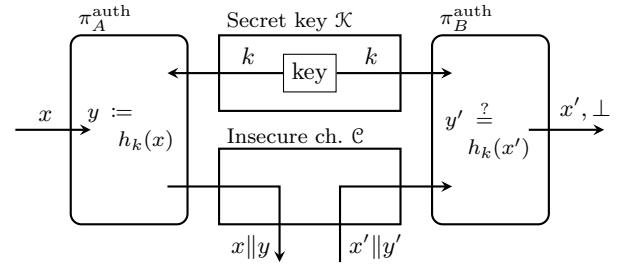 π_A^auth
Secret key 𝒦
π_B^auth
k
key
k
x
y :=
h_k(x)
y′ ≟
h_k(x′)
x′, ⊥
Insecure ch. 𝒞
x∥y
x′∥y′